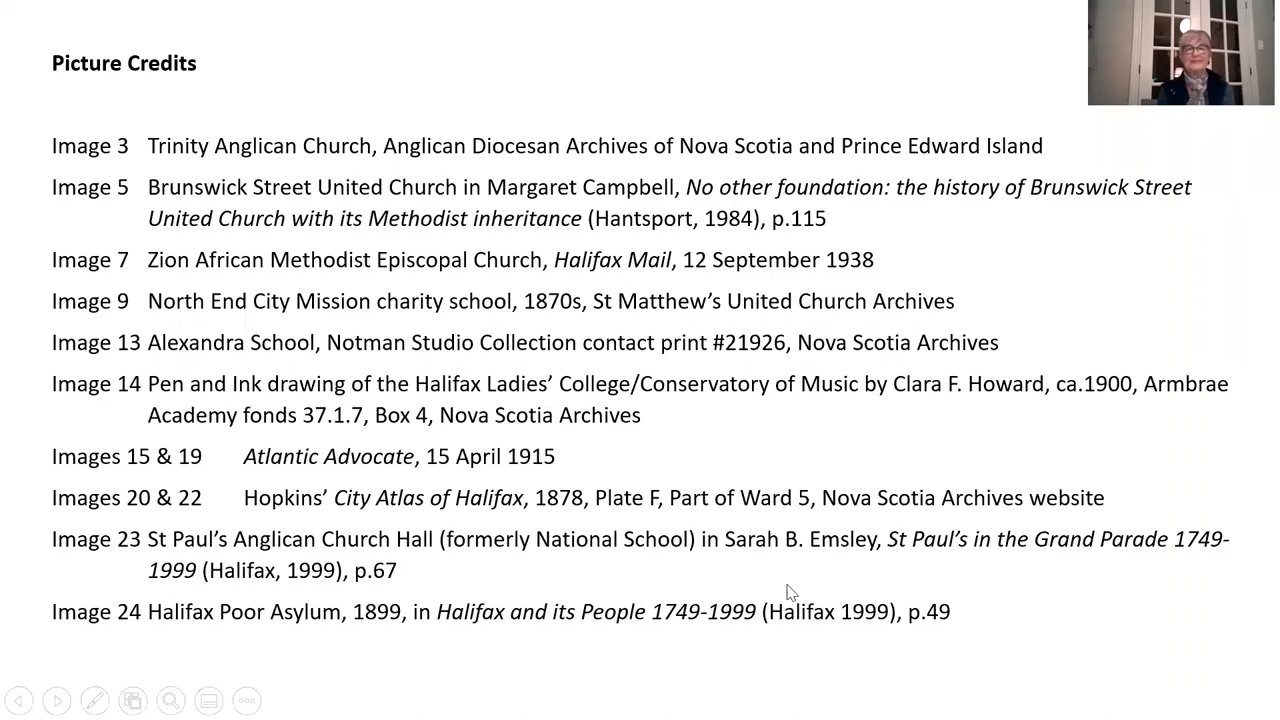 Picture Credits
Image 3 Trinity Anglican Church, Anglican Diocesan Archives of Nova Scotia and Prince Edward Island
Image 5 Brunswick Street United Church in Margaret Campbell, No other foundation: the history of Brunswick Street
United Church with its Methodist inheritance (Hantsport, 1984), p.115
Image 7 Zion African Methodist Episcopal Church, Halifax Mail, 12 September 1938
Image 9 North End City Mission charity school, 1870s, St Matthew’s United Church Archives
Image 13 Alexandra School, Notman Studio Collection contact print #21926, Nova Scotia Archives
Image 14 Pen and Ink drawing of the Halifax Ladies’ College/Conservatory of Music by Clara F. Howard, ca.1900, Armbrae
Academy fonds 37.1.7, Box 4, Nova Scotia Archives
Images 15 & 19 Atlantic Advocate, 15 April 1915
Images 20 & 22 Hopkins’ City Atlas of Halifax, 1878, Plate F, Part of Ward 5, Nova Scotia Archives website
Image 23 St Paul’s Anglican Church Hall (formerly National School) in Sarah B. Emsley, St Paul’s in the Grand Parade 1749-
1999 (Halifax, 1999), p.67
Image 24 Halifax Poor Asylum, 1899, in Halifax and its People 1749-1999 (Halifax 1999), p.49